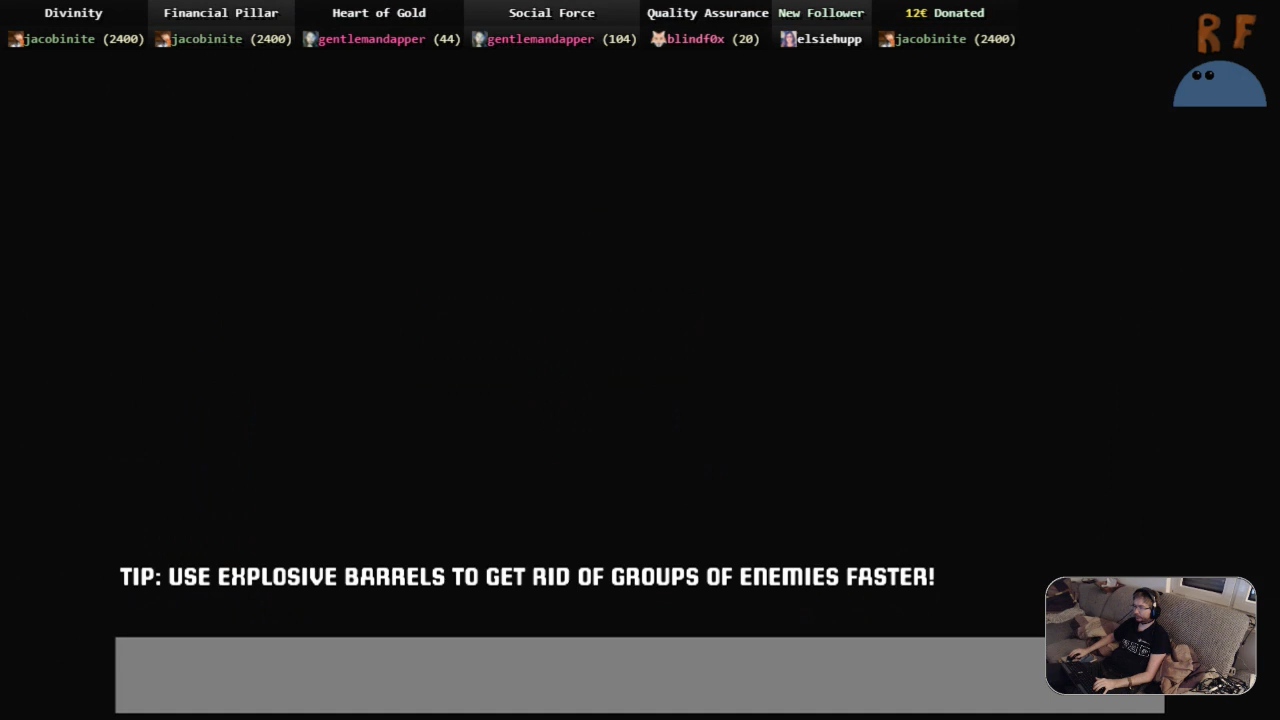 Divinity Financial Pillar Heart of Gold Social Force Quality Assurance New Follower 12€ Donated
jacobinite (2400) jacobinite (2400) gentlemandapper (44) gentlemandapper (104) blindf0x (20) elsiehupp jacobinite (2400)
R F
TIP: USE EXPLOSIVE BARRELS TO GET RID OF GROUPS OF ENEMIES FASTER!